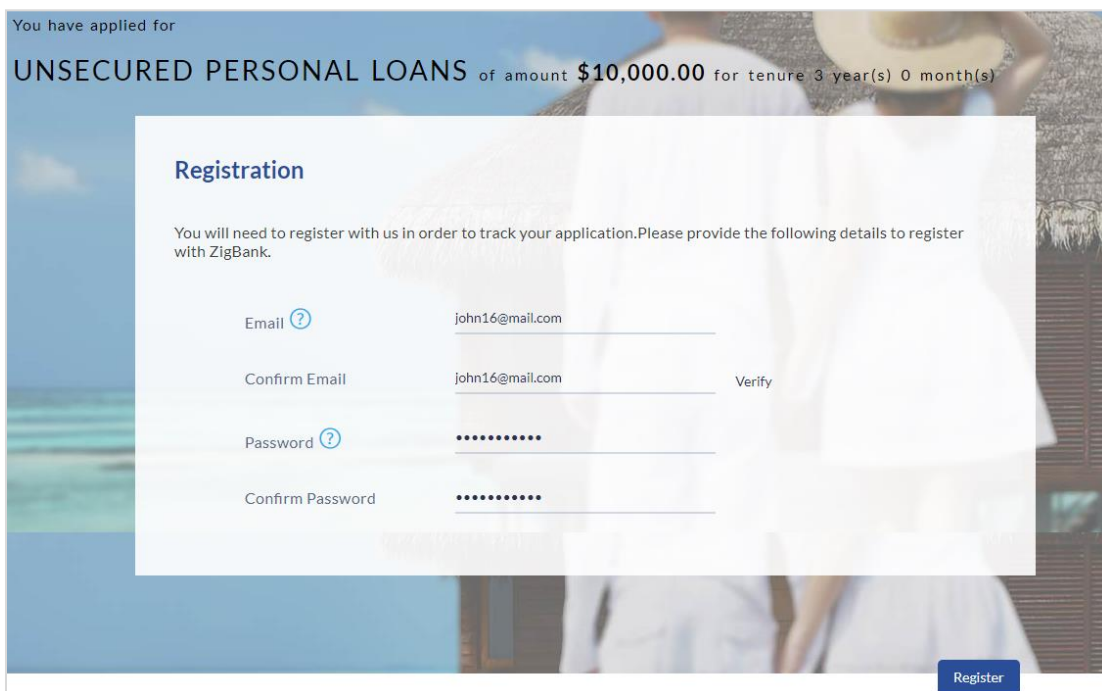 You have applied for
UNSECURED PERSONAL LOANS of amount $10,000.00 for tenure 3 year(s) 0 month(s)
Registration
You will need to register with us in order to track your application.Please provide the following details to register
with ZigBank.
Email ? john16@mail.com
Confirm Email john16@mail.com Verify
Password ? •••••••••••
Confirm Password •••••••••••
Register